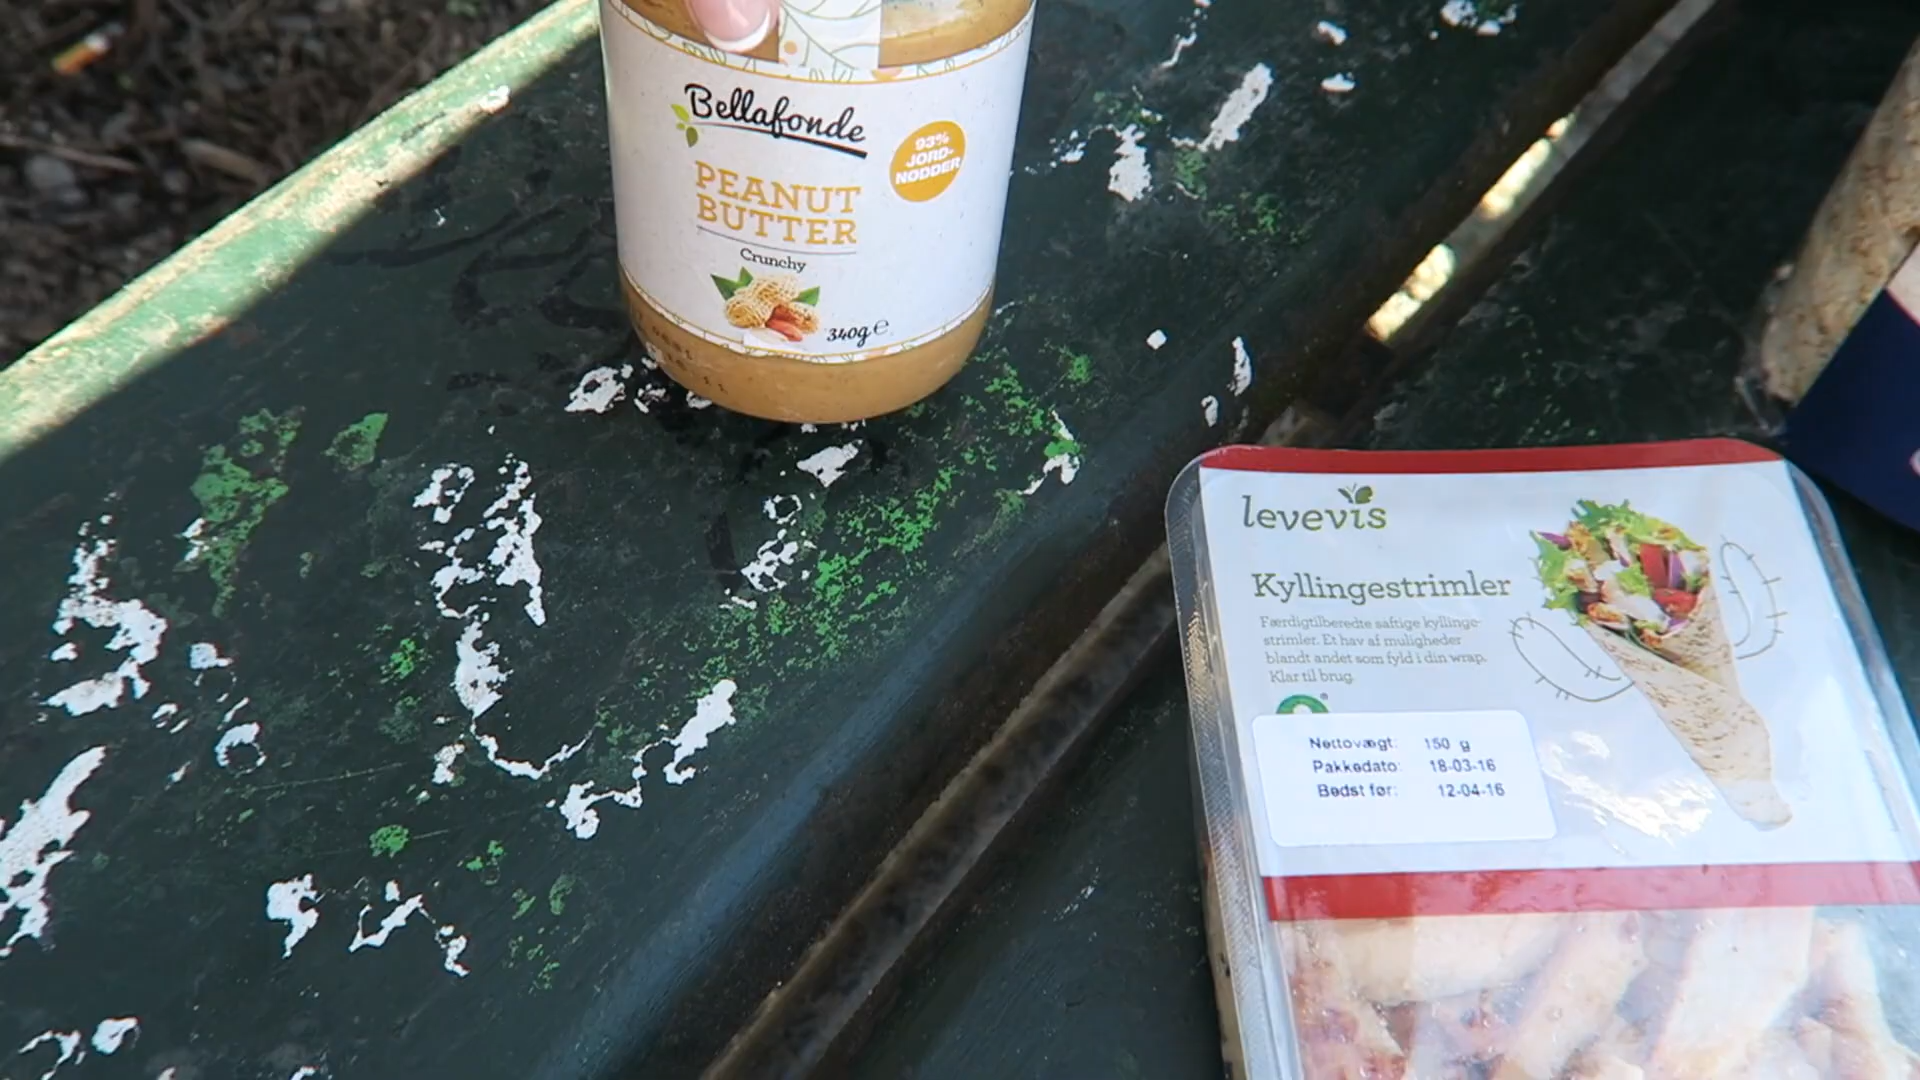 Bellafonde
93%
JORD-
NØDDER
PEANUT
BUTTER
Crunchy
340g e
levevis
Kyllingestrimler
Færdigtilberedte saftige kyllinge-
strimler. Et hav af muligheder
blandt andet som fyld i din wrap.
Klar til brug.
Nettovægt: 150 g
Pakkedato: 18-03-16
Bedst før: 12-04-16